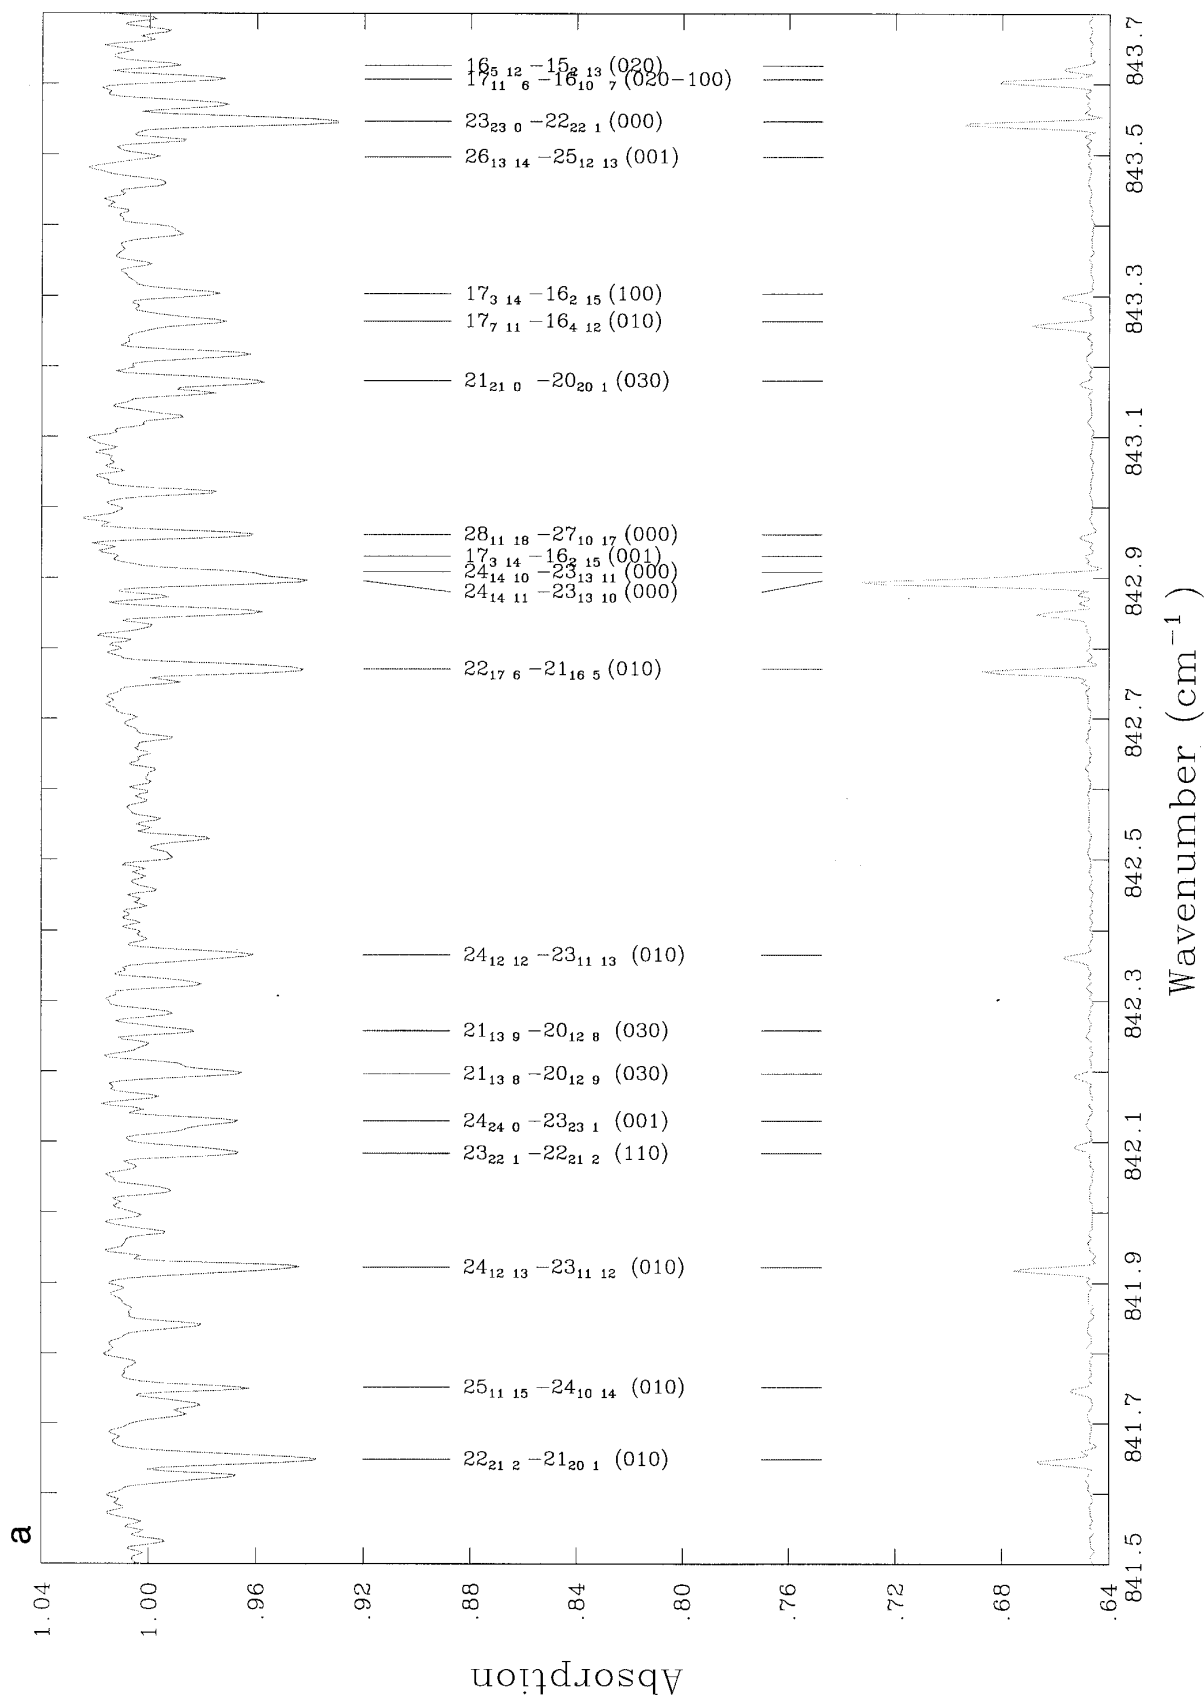 a
Absorption
1.04
1.00
.96
.92
.88
.84
.80
.76
.72
.68
.64
22₂₁ ₂ −21₂₀ ₁ (010)
25₁₁ ₁₅ −24₁₀ ₁₄ (010)
24₁₂ ₁₃ −23₁₁ ₁₂ (010)
23₂₂ ₁ −22₂₁ ₂ (110)
24₂₄ ₀ −23₂₃ ₁ (001)
21₁₃ ₈ −20₁₂ ₉ (030)
21₁₃ ₉ −20₁₂ ₈ (030)
24₁₂ ₁₂ −23₁₁ ₁₃ (010)
22₁₇ ₆ −21₁₆ ₅ (010)
24₁₄ ₁₁ −23₁₃ ₁₀ (000)
24₁₄ ₁₀ −23₁₃ ₁₁ (000)
17₃ ₁₄ −16₂ ₁₅ (001)
28₁₁ ₁₈ −27₁₀ ₁₇ (000)
21₂₁ ₀ −20₂₀ ₁ (030)
17₇ ₁₁ −16₄ ₁₂ (010)
17₃ ₁₄ −16₂ ₁₅ (100)
26₁₃ ₁₄ −25₁₂ ₁₃ (001)
23₂₃ ₀ −22₂₂ ₁ (000)
17₁₁ ₆ −16₁₀ ₇ (020−100)
16₅ ₁₂ −15₂ ₁₃ (020)
841.5
841.7
841.9
842.1
842.3
842.5
842.7
842.9
843.1
843.3
843.5
843.7
Wavenumber (cm⁻¹)